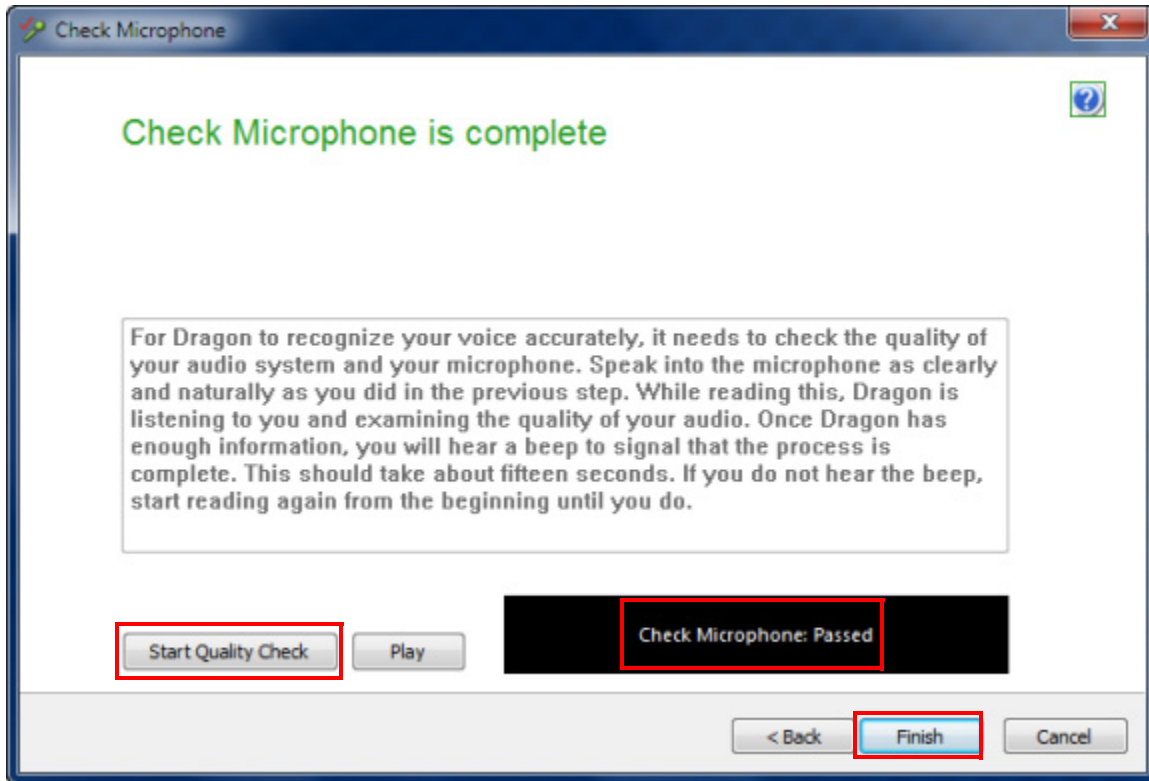 Check Microphone
Check Microphone is complete
For Dragon to recognize your voice accurately, it needs to check the quality of
your audio system and your microphone. Speak into the microphone as clearly
and naturally as you did in the previous step. While reading this, Dragon is
listening to you and examining the quality of your audio. Once Dragon has
enough information, you will hear a beep to signal that the process is
complete. This should take about fifteen seconds. If you do not hear the beep,
start reading again from the beginning until you do.
Start Quality Check
Play
Check Microphone: Passed
< Back
Finish
Cancel